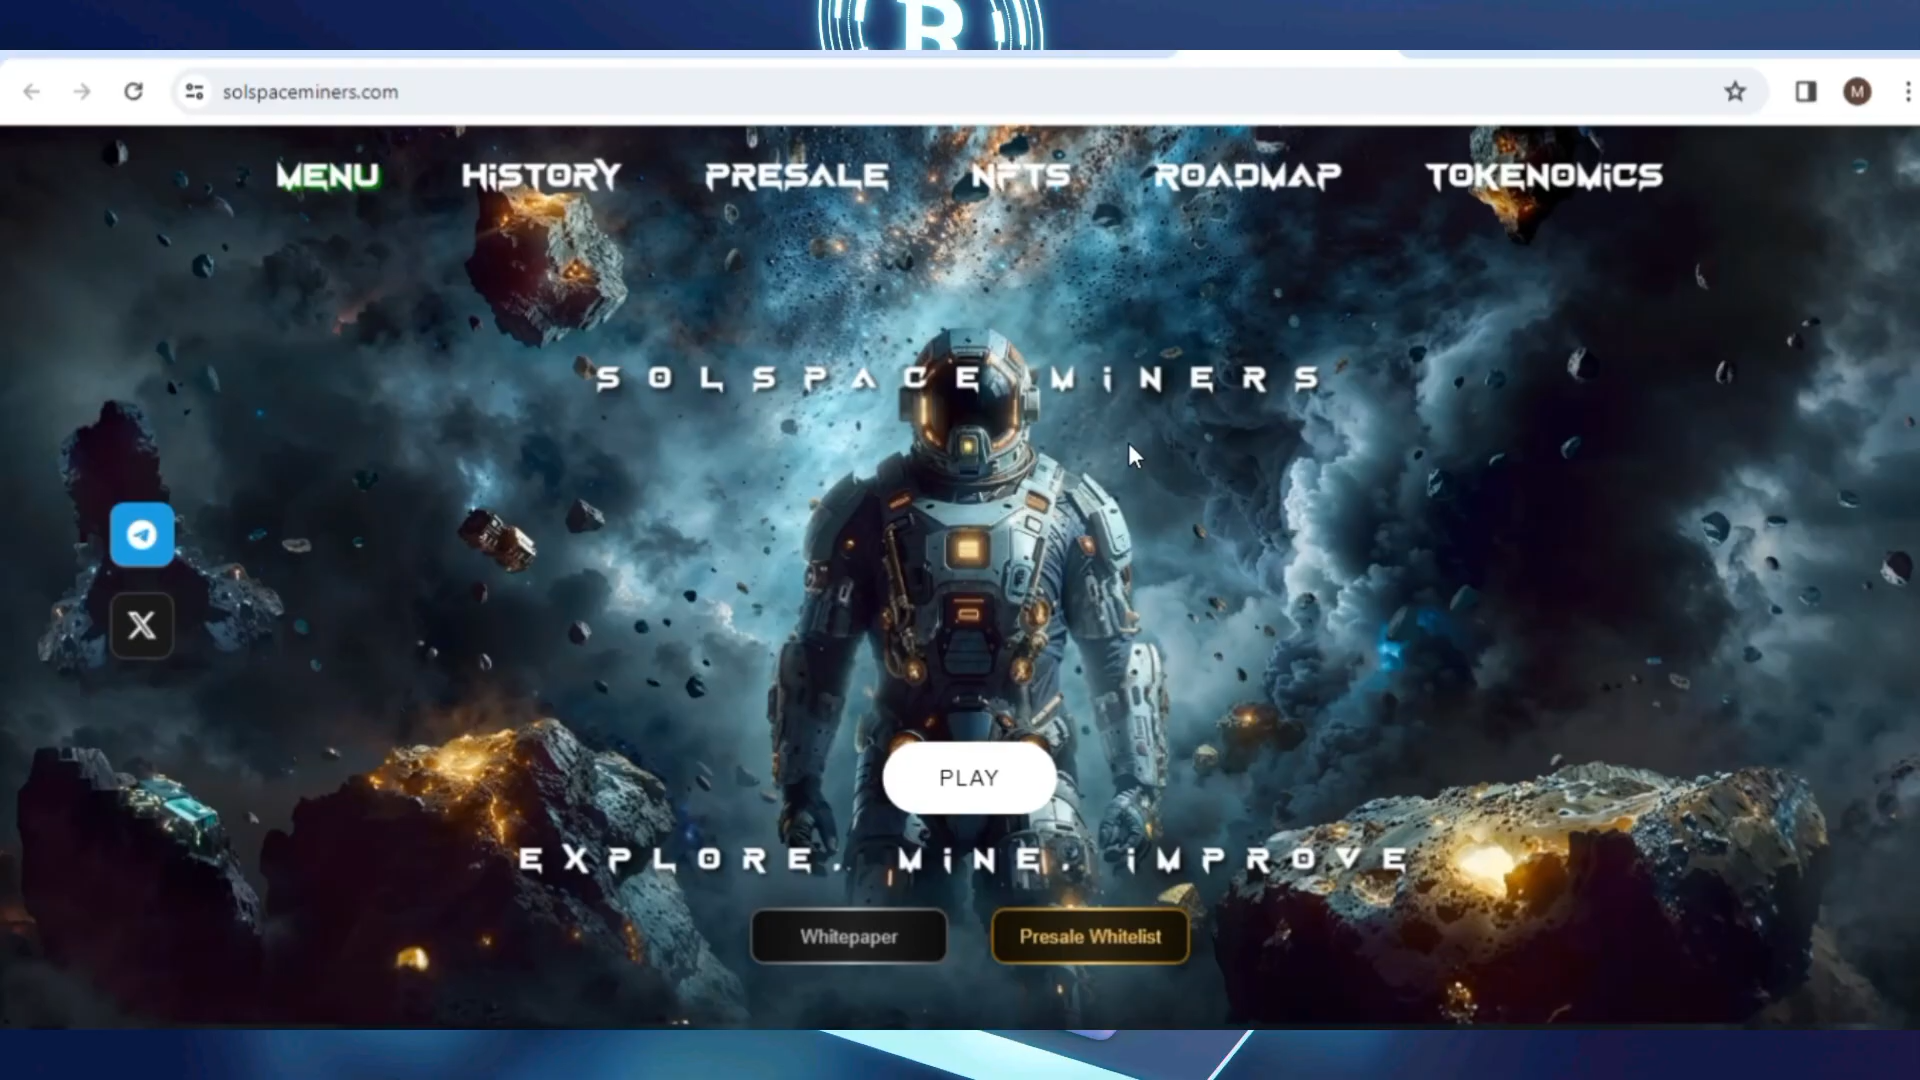 solspaceminers.com
M
MENU HiSTORY PRESALE NFTS ROADMAP TOKENOMiCS
SOLSPACE MiNERS
PLAY
EXPLORE. MiNE. iMPROVE
Whitepaper Presale Whitelist